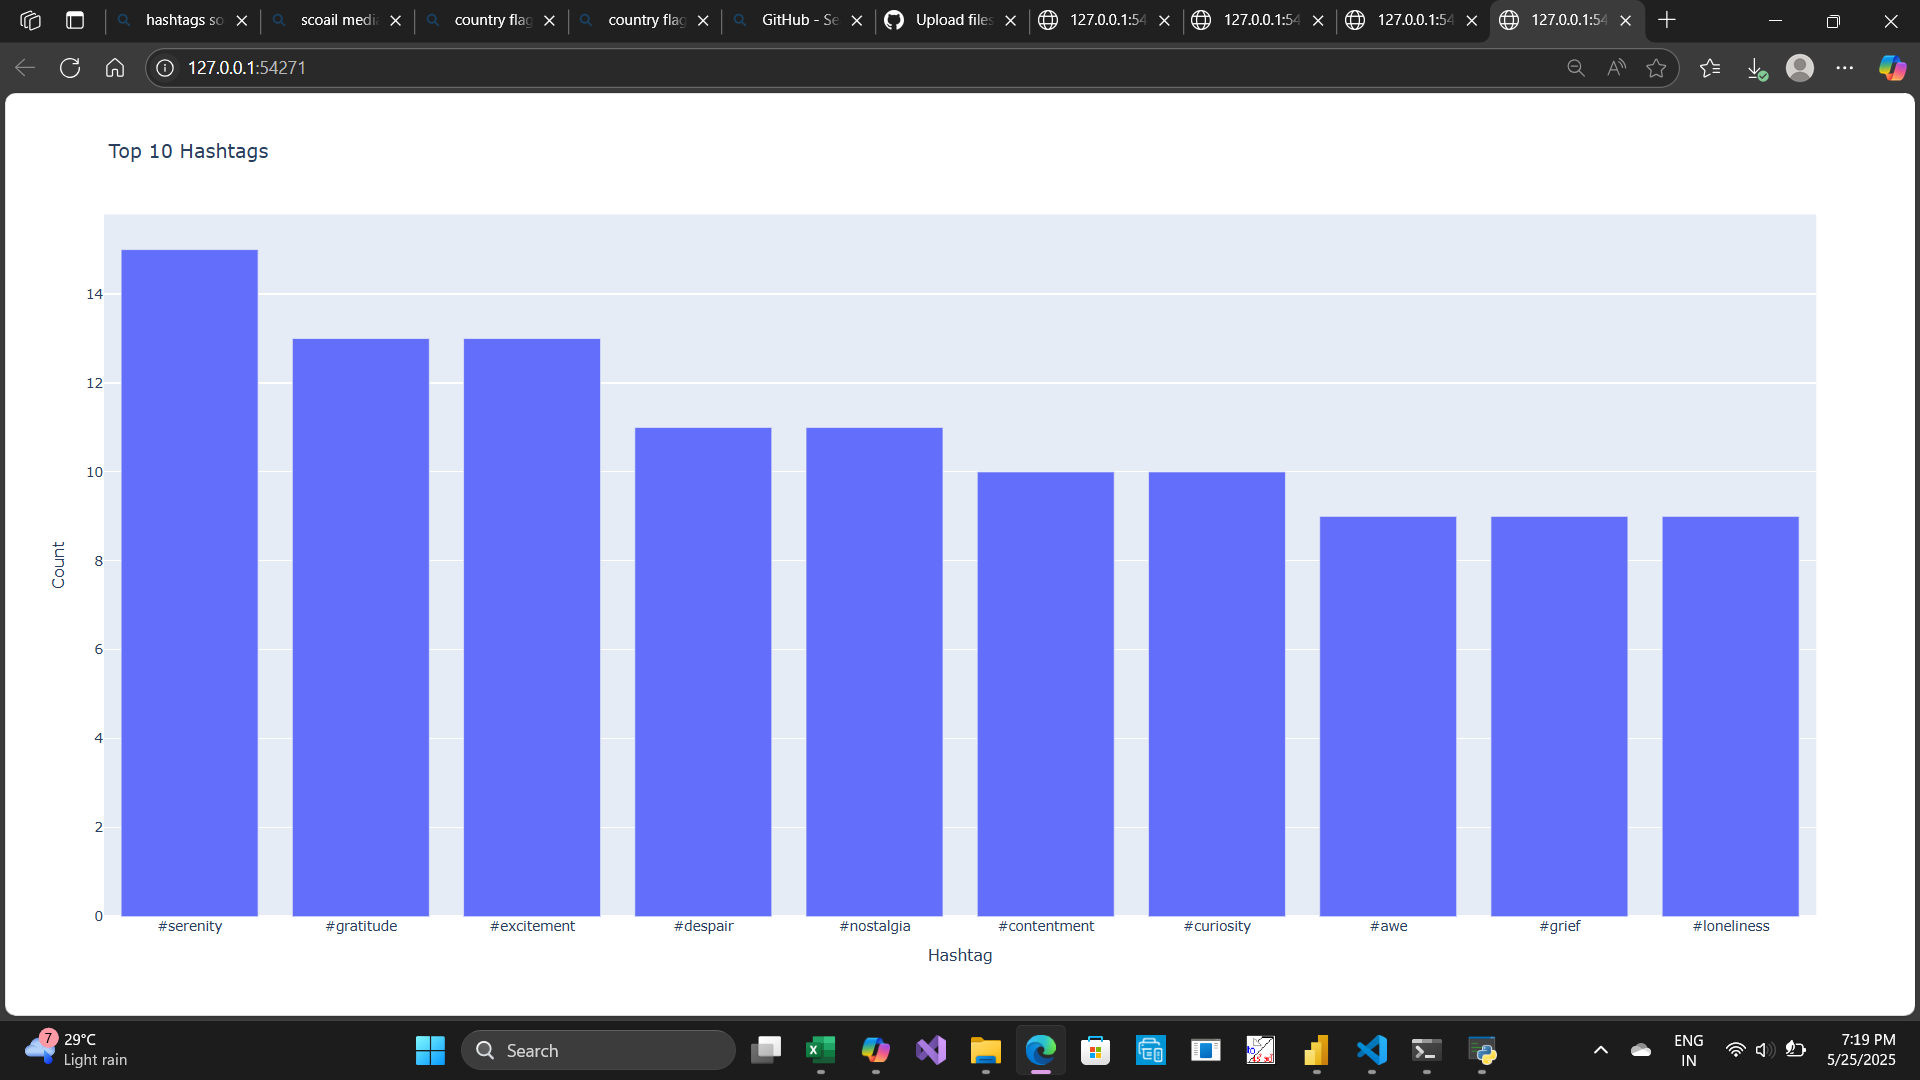 hashtags so
scoail medi
country flag
country flag
GitHub - Se
Upload files
127.0.0.1:54
127.0.0.1:54
127.0.0.1:54
127.0.0.1:54
127.0.0.1:54271
Top 10 Hashtags
14
12
10
8
6
4
2
0
Count
#serenity #gratitude #excitement #despair #nostalgia #contentment #curiosity #awe #grief #loneliness
Hashtag
7
29°C
Light rain
Search
ENG
IN
7:19 PM
5/25/2025